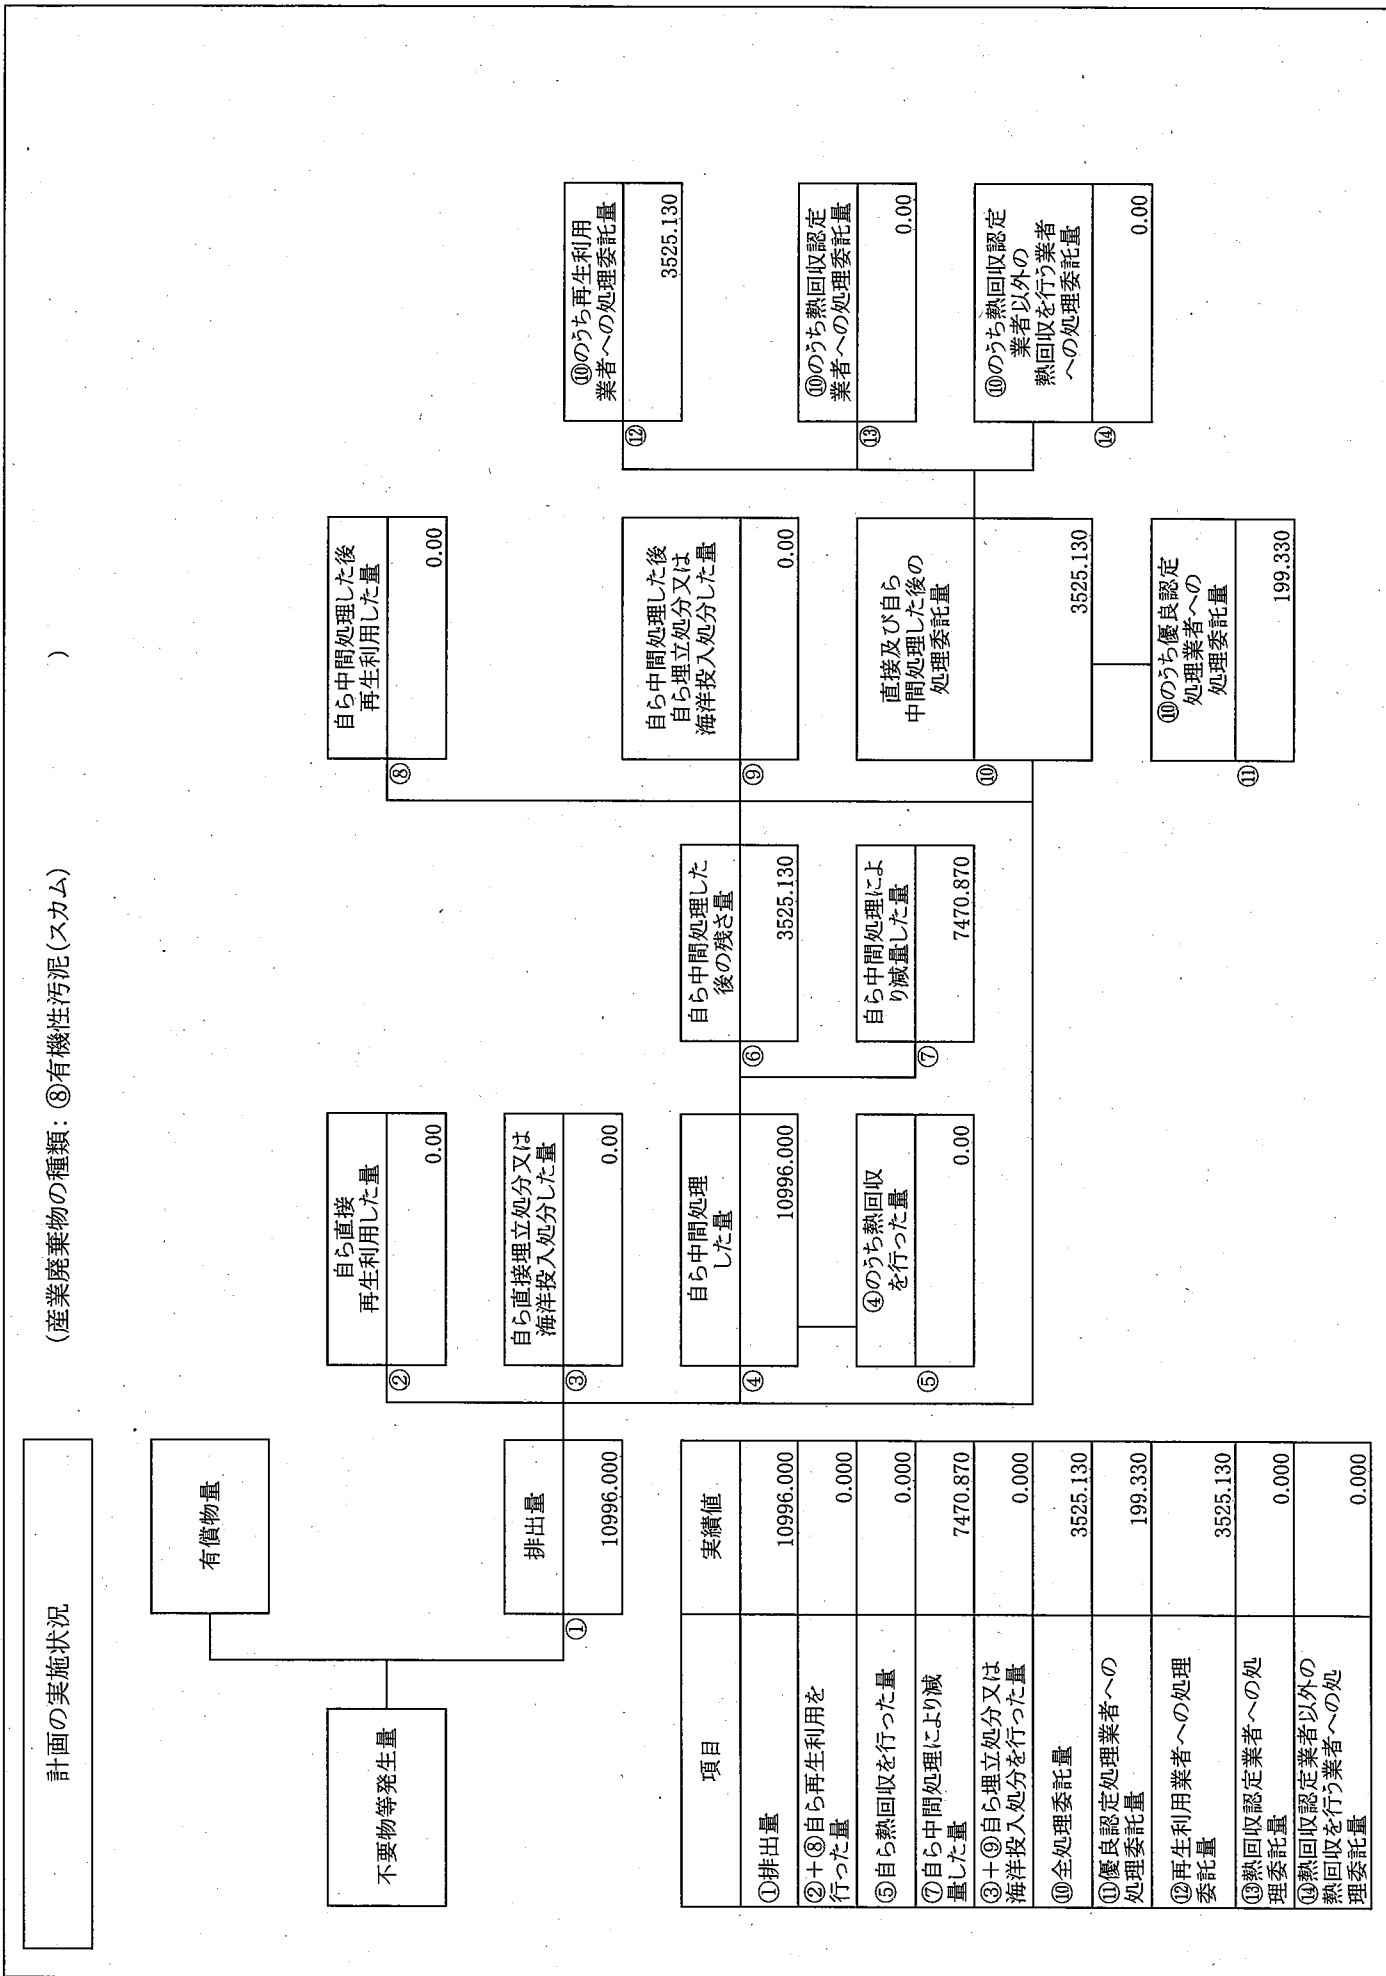 計画の実施状況
(産業廃棄物の種類：⑧有機性汚泥(スカム)
)
不要物等発生量
有償物量
①
排出量
10996.000
②
自ら直接
再生利用した量
0.00
③
自ら直接埋立処分又は
海洋投入処分した量
0.00
④
自ら中間処理
した量
10996.000
⑤
④のうち熱回収
を行った量
0.00
⑥
自ら中間処理した
後の残さ量
3525.130
⑦
自ら中間処理によ
り減量した量
7470.870
⑧
自ら中間処理した後
再生利用した量
0.00
⑨
自ら中間処理した後
自ら埋立処分又は
海洋投入処分した量
0.00
⑩
直接及び自ら
中間処理した後の
処理委託量
3525.130
⑪
⑩のうち優良認定
処理業者への
処理委託量
199.330
⑫
⑩のうち再生利用
業者への処理委託量
3525.130
⑬
⑩のうち熱回収認定
業者への処理委託量
0.00
⑭
⑩のうち熱回収認定
業者以外の
熱回収を行う業者
への処理委託量
0.00
項目 実績値
①排出量 10996.000
②+⑧自ら再生利用を
行った量 0.000
⑤自ら熱回収を行った量 0.000
⑦自ら中間処理により減
量した量 7470.870
③+⑨自ら埋立処分又は
海洋投入処分を行った量 0.000
⑩全処理委託量 3525.130
⑪優良認定処理業者への
処理委託量 199.330
⑫再生利用業者への処理
委託量 3525.130
⑬熱回収認定業者への処
理委託量 0.000
⑭熱回収認定業者以外の
熱回収を行う業者への処
理委託量 0.000